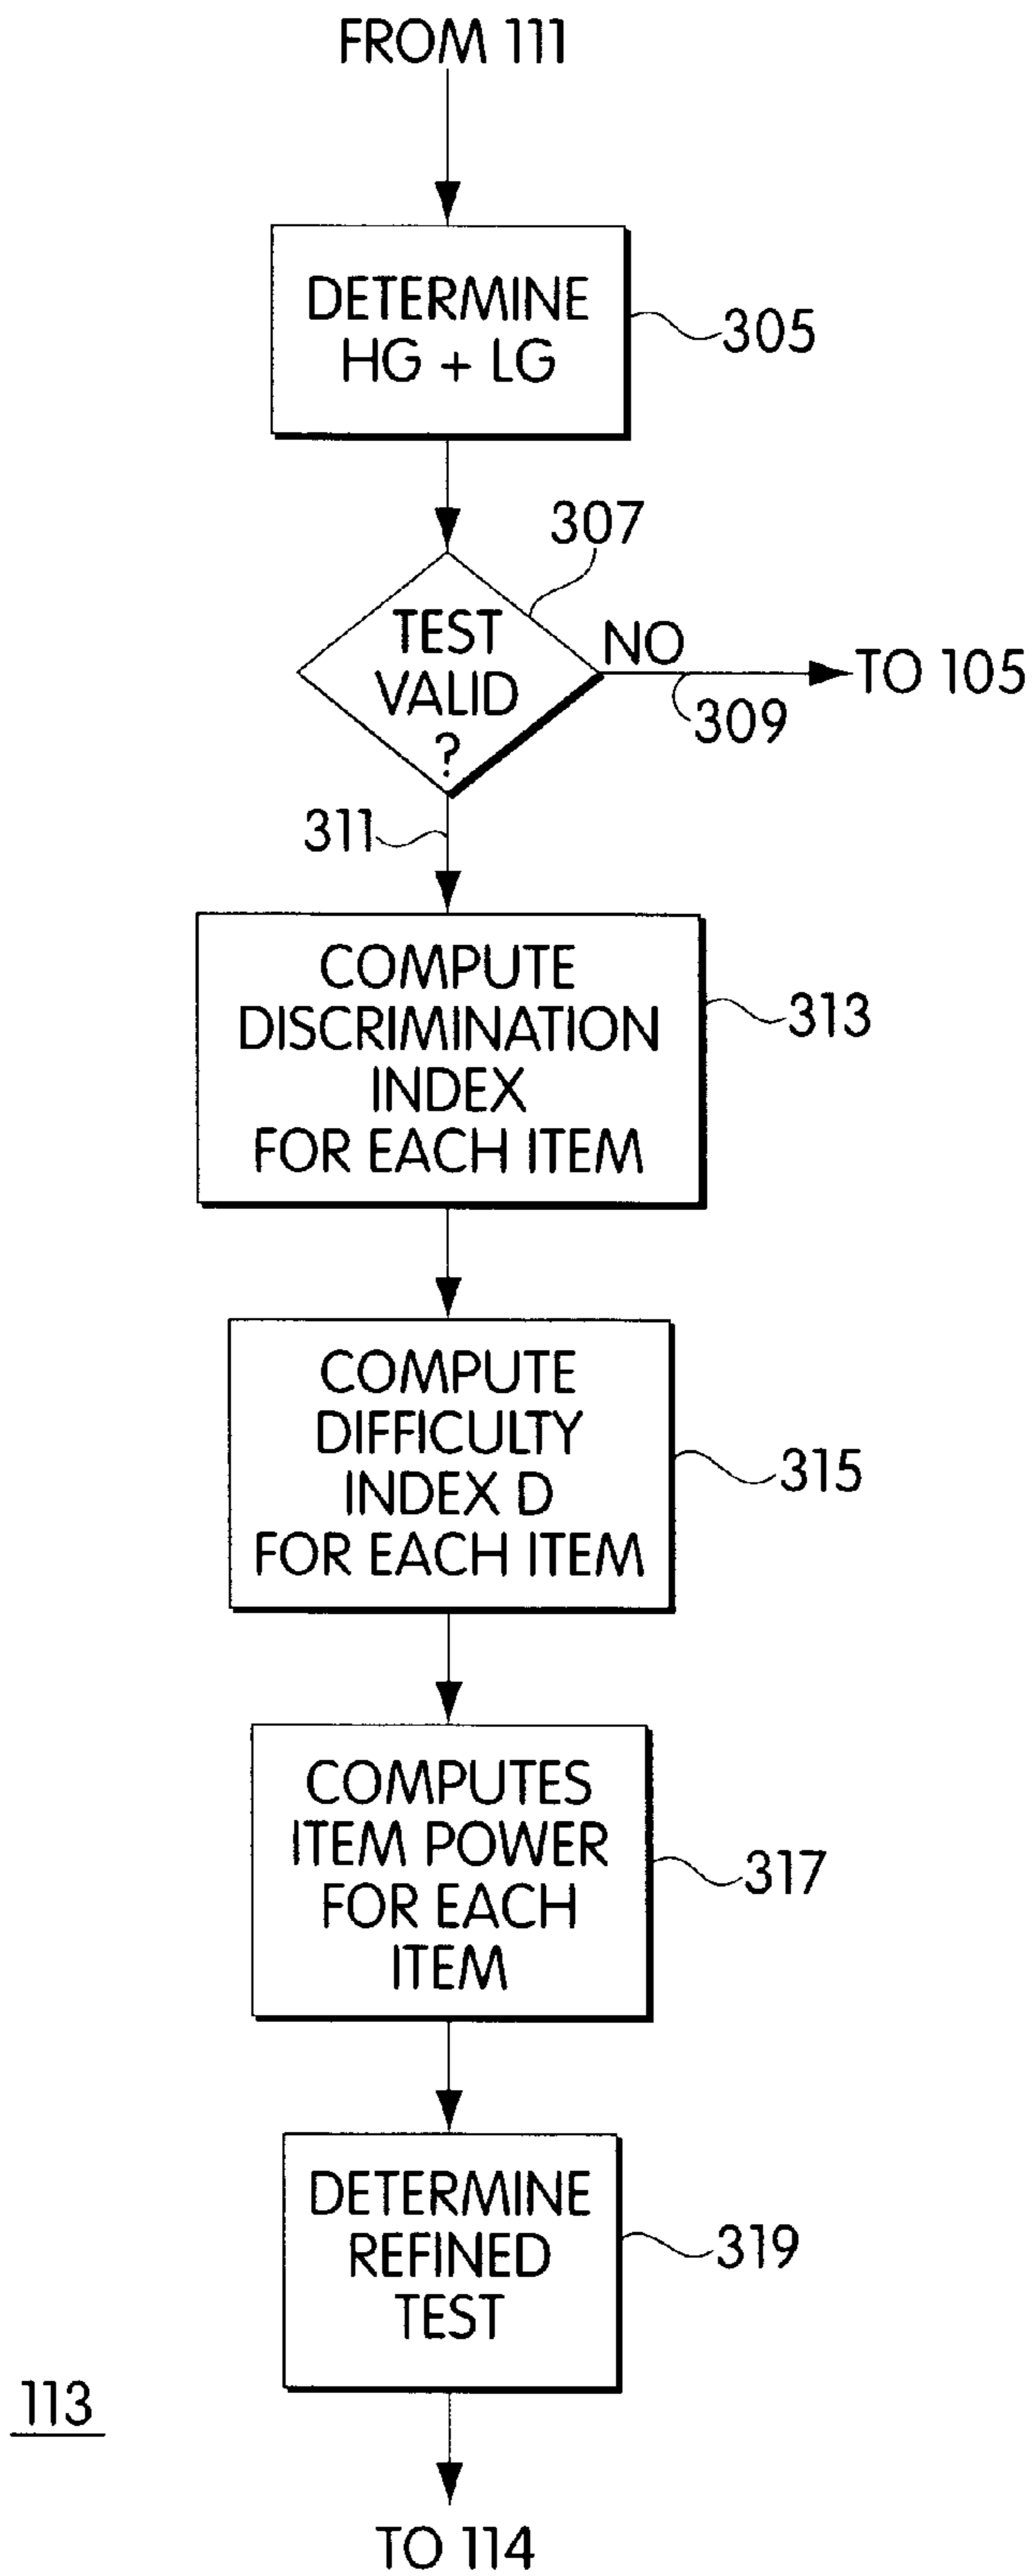 FROM 111
DETERMINE
HG + LG
305
307
TEST
VALID
?
NO
TO 105
309
311
COMPUTE
DISCRIMINATION
INDEX
FOR EACH ITEM
313
COMPUTE
DIFFICULTY
INDEX D
FOR EACH ITEM
315
COMPUTES
ITEM POWER
FOR EACH
ITEM
317
DETERMINE
REFINED
TEST
319
113
TO 114